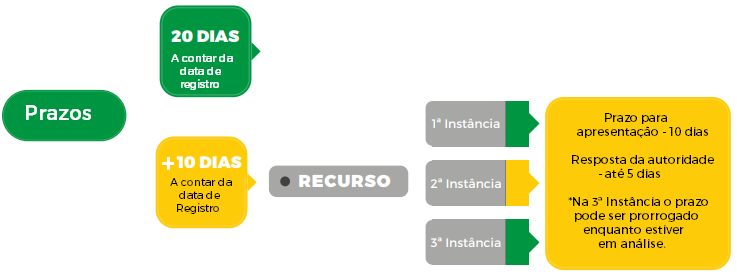 Prazos
20 DIAS
A contar da
data de
registro
+10 DIAS
A contar da
data de
Registro
RECURSO
1ª Instância
2ª Instância
3ª Instância
Prazo para
apresentação - 10 dias
Resposta da autoridade
- até 5 dias
*Na 3ª Instância o prazo
pode ser prorrogado
enquanto estiver
em análise.